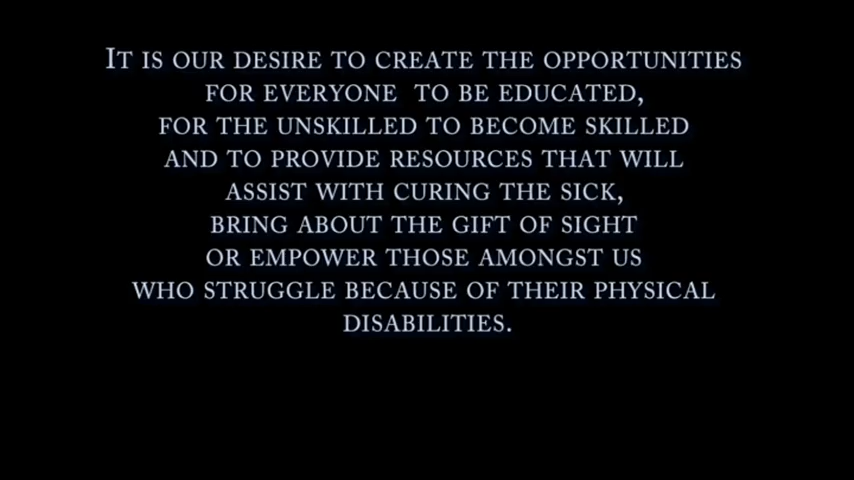 It is our desire to create the opportunities
for everyone to be educated,
for the unskilled to become skilled
and to provide resources that will
assist with curing the sick,
bring about the gift of sight
or empower those amongst us
who struggle because of their physical
disabilities.